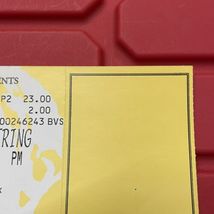 ENTS
P2 23.00
2.00
00246243 BVS
TRING
PM